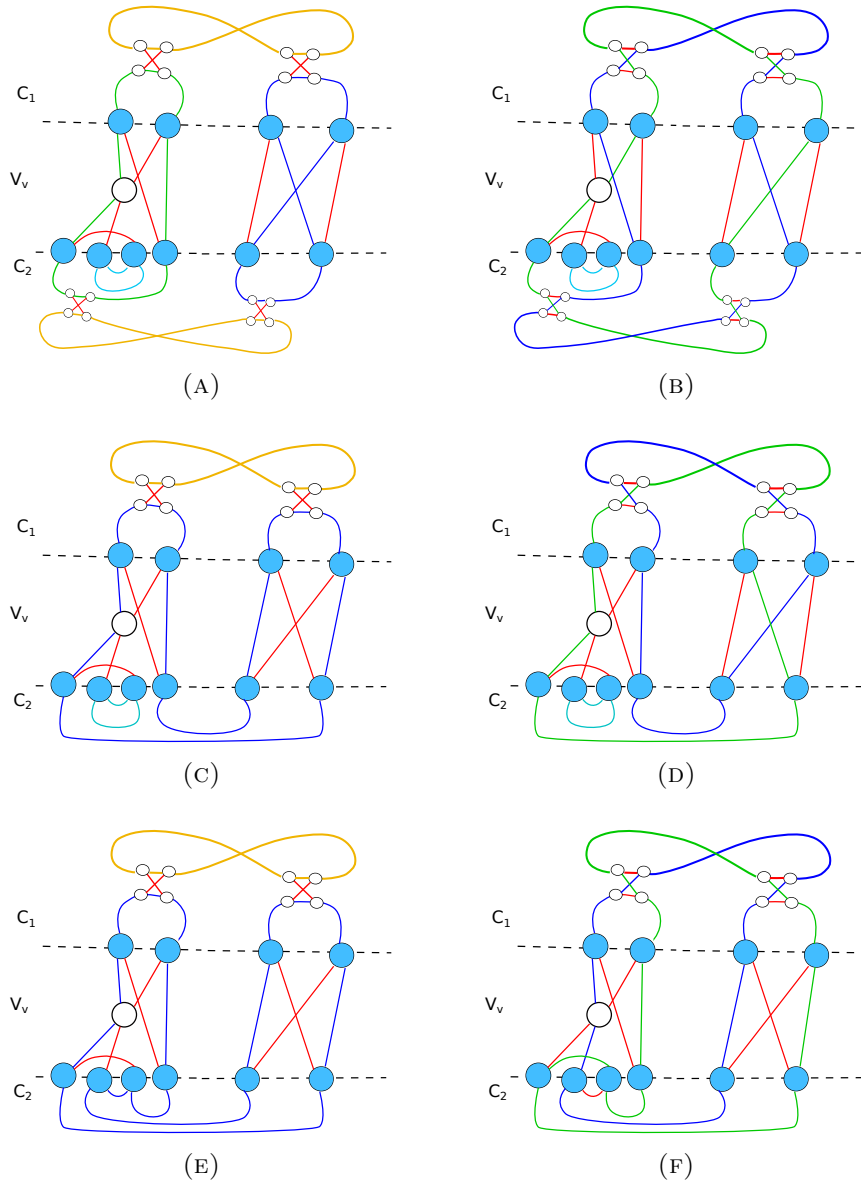 C₁ C₁
Vᵥ Vᵥ
C₂ C₂
(A) (B)
C₁ C₁
Vᵥ Vᵥ
C₂ C₂
(C) (D)
C₁ C₁
Vᵥ Vᵥ
C₂ C₂
(E) (F)